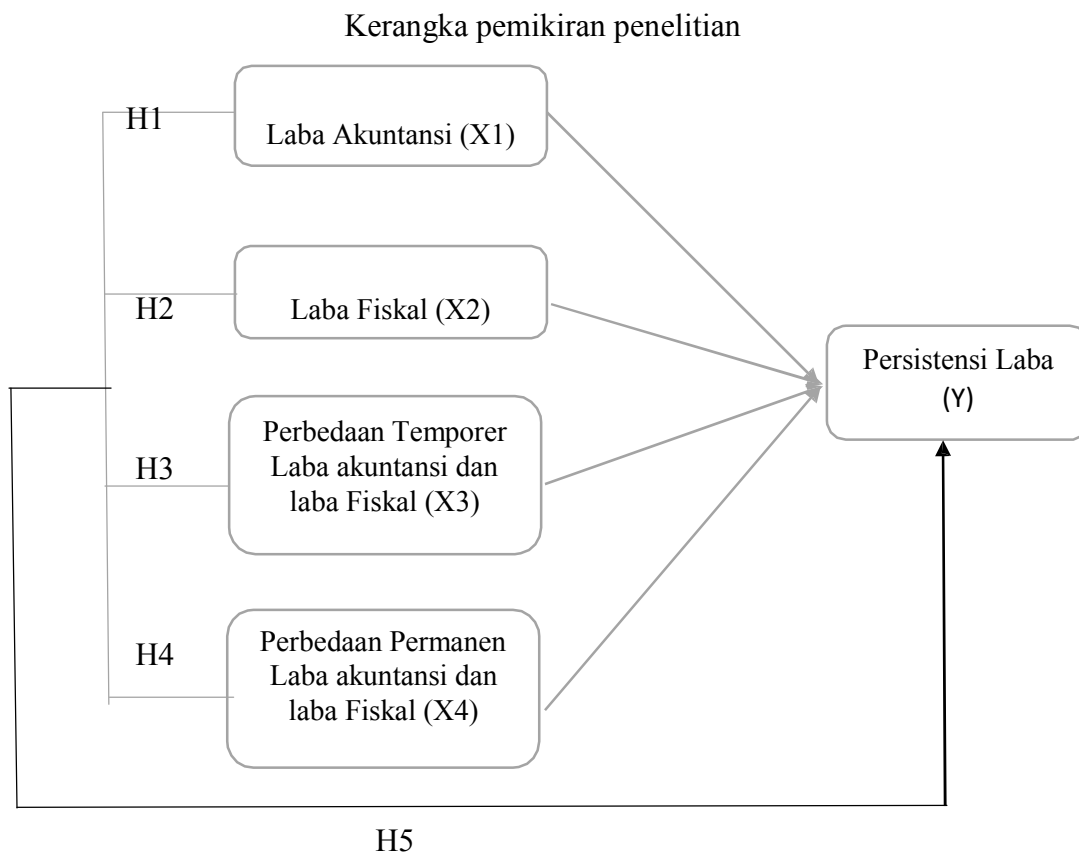 Kerangka pemikiran penelitian
H1
Laba Akuntansi (X1)
H2
Laba Fiskal (X2)
Persistensi Laba
(Y)
H3
Perbedaan Temporer
Laba akuntansi dan
laba Fiskal (X3)
H4
Perbedaan Permanen
Laba akuntansi dan
laba Fiskal (X4)
H5